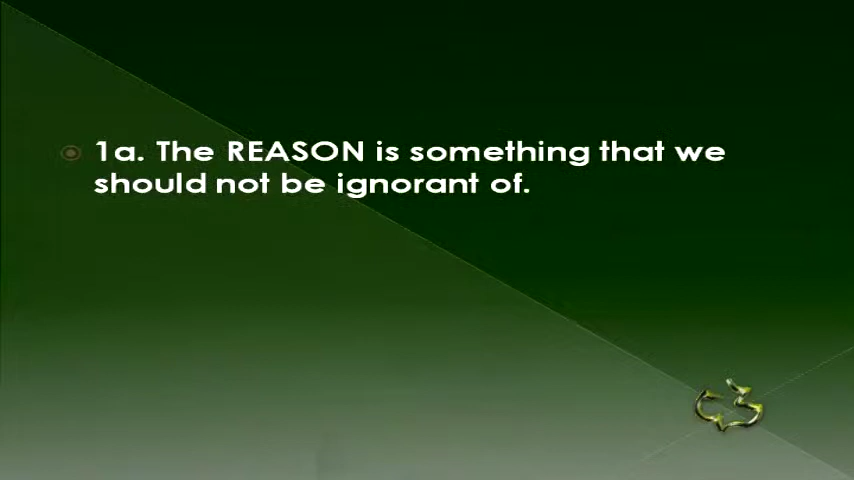 1a. The REASON is something that we
should not be ignorant of.